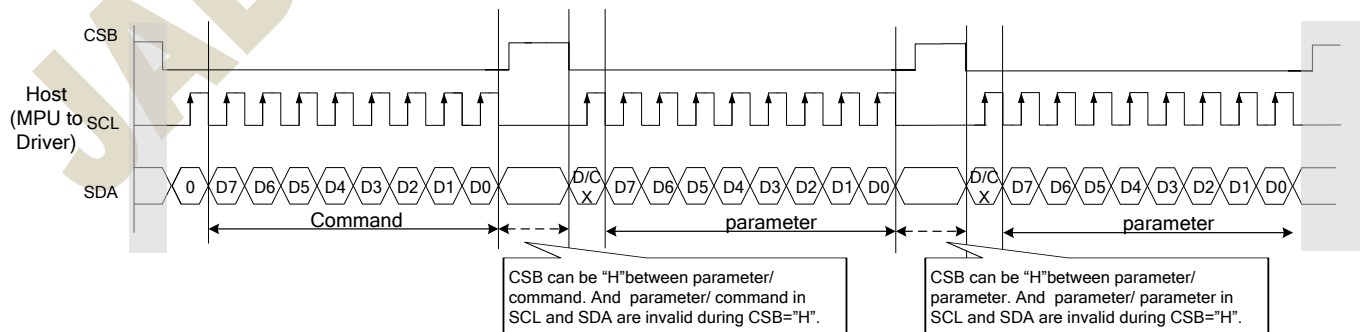 JAD
CSB
Host
(MPU to
Driver)
SCL
SDA
0 D7 D6 D5 D4 D3 D2 D1 D0 D/C X D7 D6 D5 D4 D3 D2 D1 D0 D/C X D7 D6 D5 D4 D3 D2 D1 D0
Command
parameter
parameter
CSB can be “H”between parameter/
command. And parameter/ command in
SCL and SDA are invalid during CSB=”H”.
CSB can be “H”between parameter/
parameter. And parameter/ parameter in
SCL and SDA are invalid during CSB=”H”.